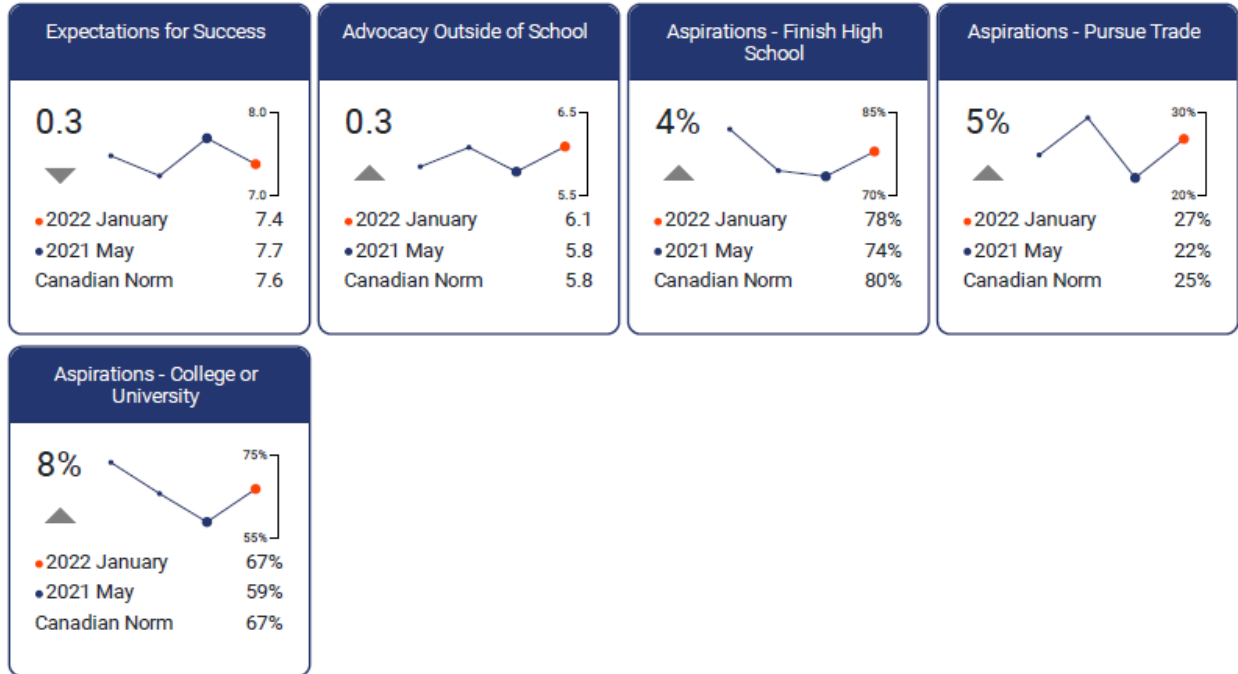 Expectations for Success
0.3
8.0
7.0
2022 January 7.4
2021 May 7.7
Canadian Norm 7.6
Advocacy Outside of School
0.3
6.5
5.5
2022 January 6.1
2021 May 5.8
Canadian Norm 5.8
Aspirations - Finish High
School
4%
85%
70%
2022 January 78%
2021 May 74%
Canadian Norm 80%
Aspirations - Pursue Trade
5%
30%
20%
2022 January 27%
2021 May 22%
Canadian Norm 25%
Aspirations - College or
University
8%
75%
55%
2022 January 67%
2021 May 59%
Canadian Norm 67%